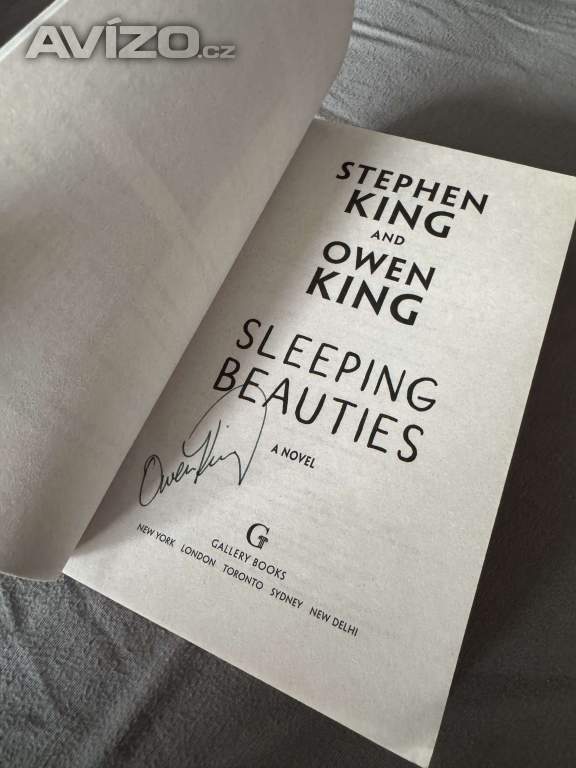 AVÍZO.cz
STEPHEN
KING
AND
OWEN
KING
SLEEPING
BEAUTIES
A NOVEL
Owen King
G
GALLERY BOOKS
NEW YORK LONDON TORONTO SYDNEY NEW DELHI